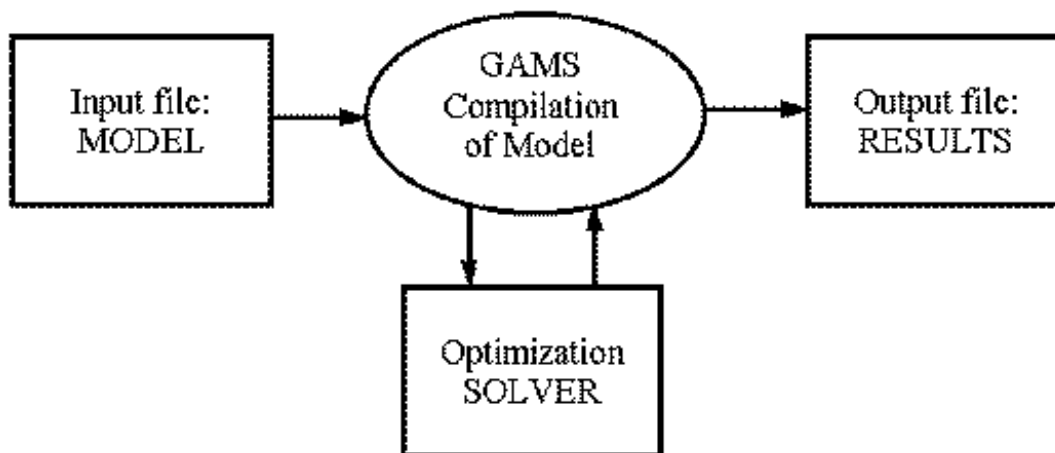 Input file:
MODEL
GAMS
Compilation
of Model
Output file:
RESULTS
Optimization
SOLVER